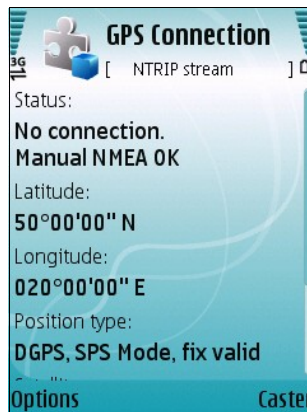 GPS Connection
3G
[ NTRIP stream ]
Status:
No connection.
Manual NMEA OK
Latitude:
50°00'00" N
Longitude:
020°00'00" E
Position type:
DGPS, SPS Mode, fix valid
Options Caste